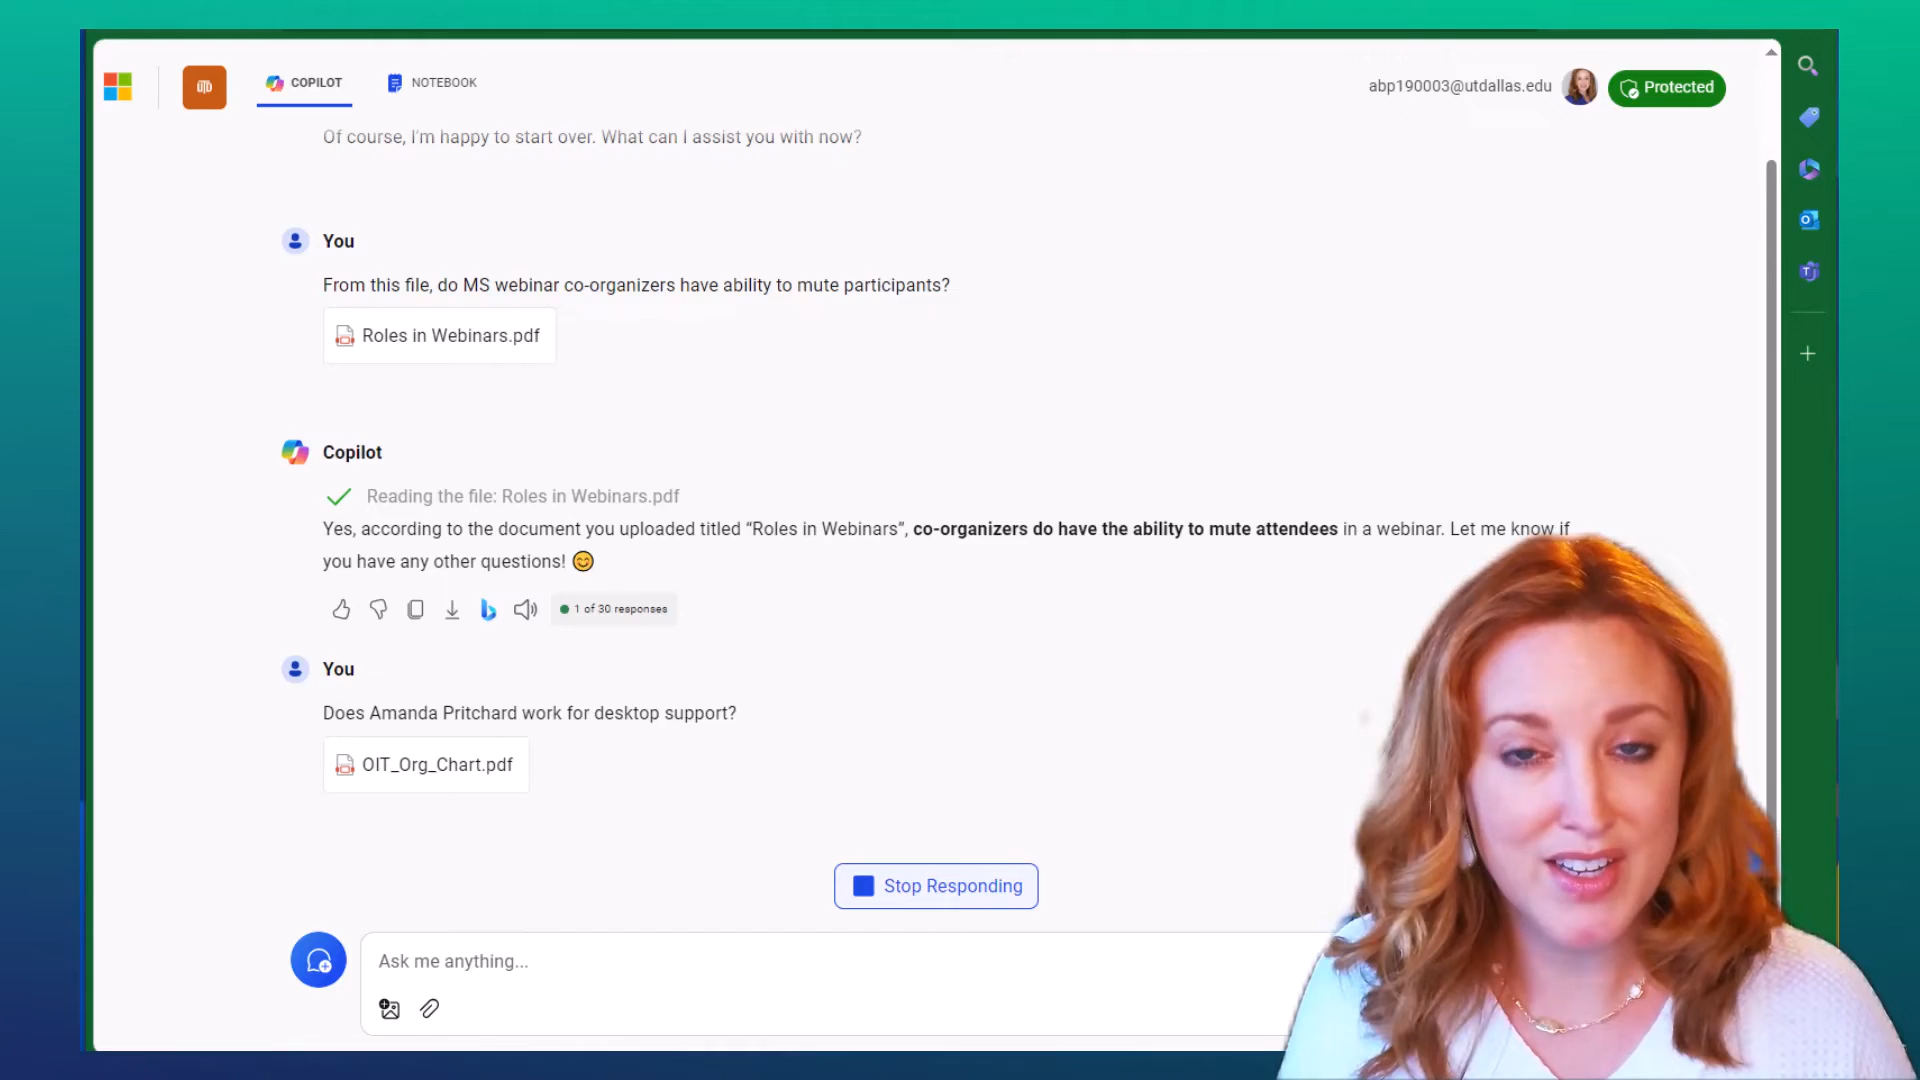 COPILOT
NOTEBOOK
abp190003@utdallas.edu
Protected
Of course, I'm happy to start over. What can I assist you with now?
You
From this file, do MS webinar co-organizers have ability to mute participants?
Roles in Webinars.pdf
Copilot
Reading the file: Roles in Webinars.pdf
Yes, according to the document you uploaded titled “Roles in Webinars”, co-organizers do have the ability to mute attendees in a webinar. Let me know if
you have any other questions! 😊
1 of 30 responses
You
Does Amanda Pritchard work for desktop support?
OIT_Org_Chart.pdf
Stop Responding
Ask me anything...